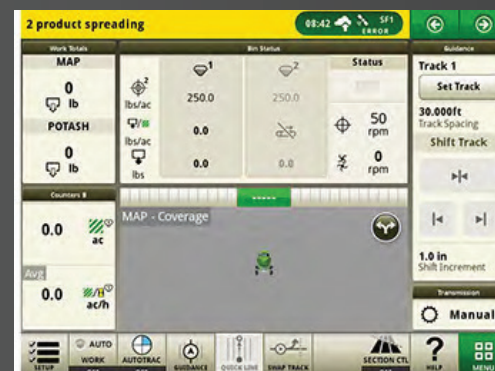 2 product spreading
08:42
SF1
ERROR
Work Totals
MAP
0
lb
POTASH
0
lb
Bin Status
1
2
Status
2
lbs/ac
250.0
250.0
50
rpm
lbs/ac
0.0
lbs
0.0
0.0
0
rpm
Guidance
Track 1
Set Track
30.000ft
Track Spacing
Shift Track
1.0 in
Shift Increment
Transmission
Manual
Counters B
0.0
ac
Avg
0.0
ac/h
MAP - Coverage
SETUP
AUTO
WORK
AUTOTRAC
GUIDANCE
QUICK LINE
SWAP TRACK
SECTION CTL
?
HELP
MENU